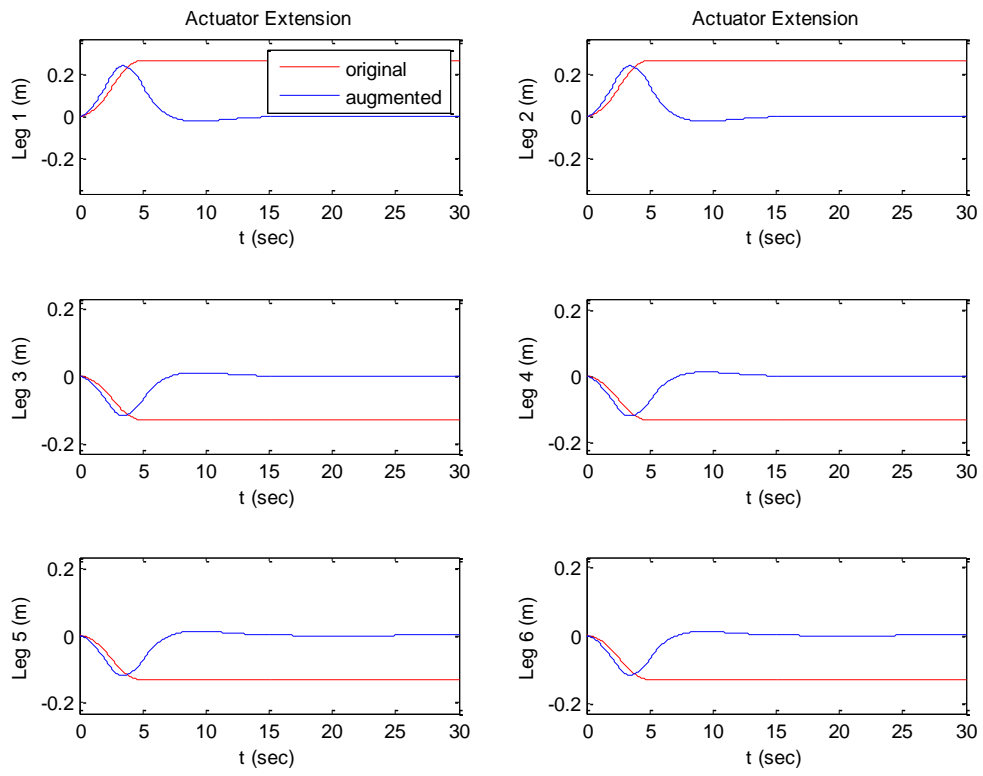 Actuator Extension
Leg 1 (m)
0.2
0
-0.2
original
augmented
0 5 10 15 20 25 30
t (sec)
Actuator Extension
Leg 2 (m)
0.2
0
-0.2
0 5 10 15 20 25 30
t (sec)
Leg 3 (m)
0.2
0
-0.2
0 5 10 15 20 25 30
t (sec)
Leg 4 (m)
0.2
0
-0.2
0 5 10 15 20 25 30
t (sec)
Leg 5 (m)
0.2
0
-0.2
0 5 10 15 20 25 30
t (sec)
Leg 6 (m)
0.2
0
-0.2
0 5 10 15 20 25 30
t (sec)